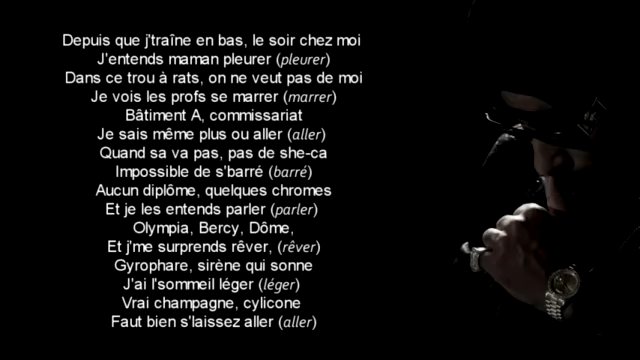 Depuis que j'traîne en bas, le soir chez moi
J'entends maman pleurer (pleurer)
Dans ce trou à rats, on ne veut pas de moi
Je vois les profs se marrer (marrer)
Bâtiment A, commissariat
Je sais même plus ou aller (aller)
Quand sa va pas, pas de she-ca
Impossible de s'barré (barré)
Aucun diplôme, quelques chromes
Et je les entends parler (parler)
Olympia, Bercy, Dôme,
Et j'me surprends rêver, (rêver)
Gyrophare, sirène qui sonne
J'ai l'sommeil léger (léger)
Vrai champagne, cylicone
Faut bien s'laissez aller (aller)